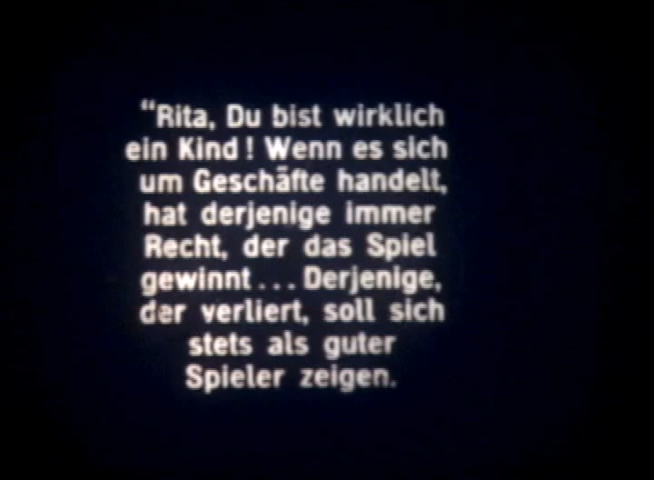 “Rita, Du bist wirklich
ein Kind! Wenn es sich
um Geschäfte handelt,
hat derjenige immer
Recht, der das Spiel
gewinnt... Derjenige,
der verliert, soll sich
stets als guter
Spieler zeigen.